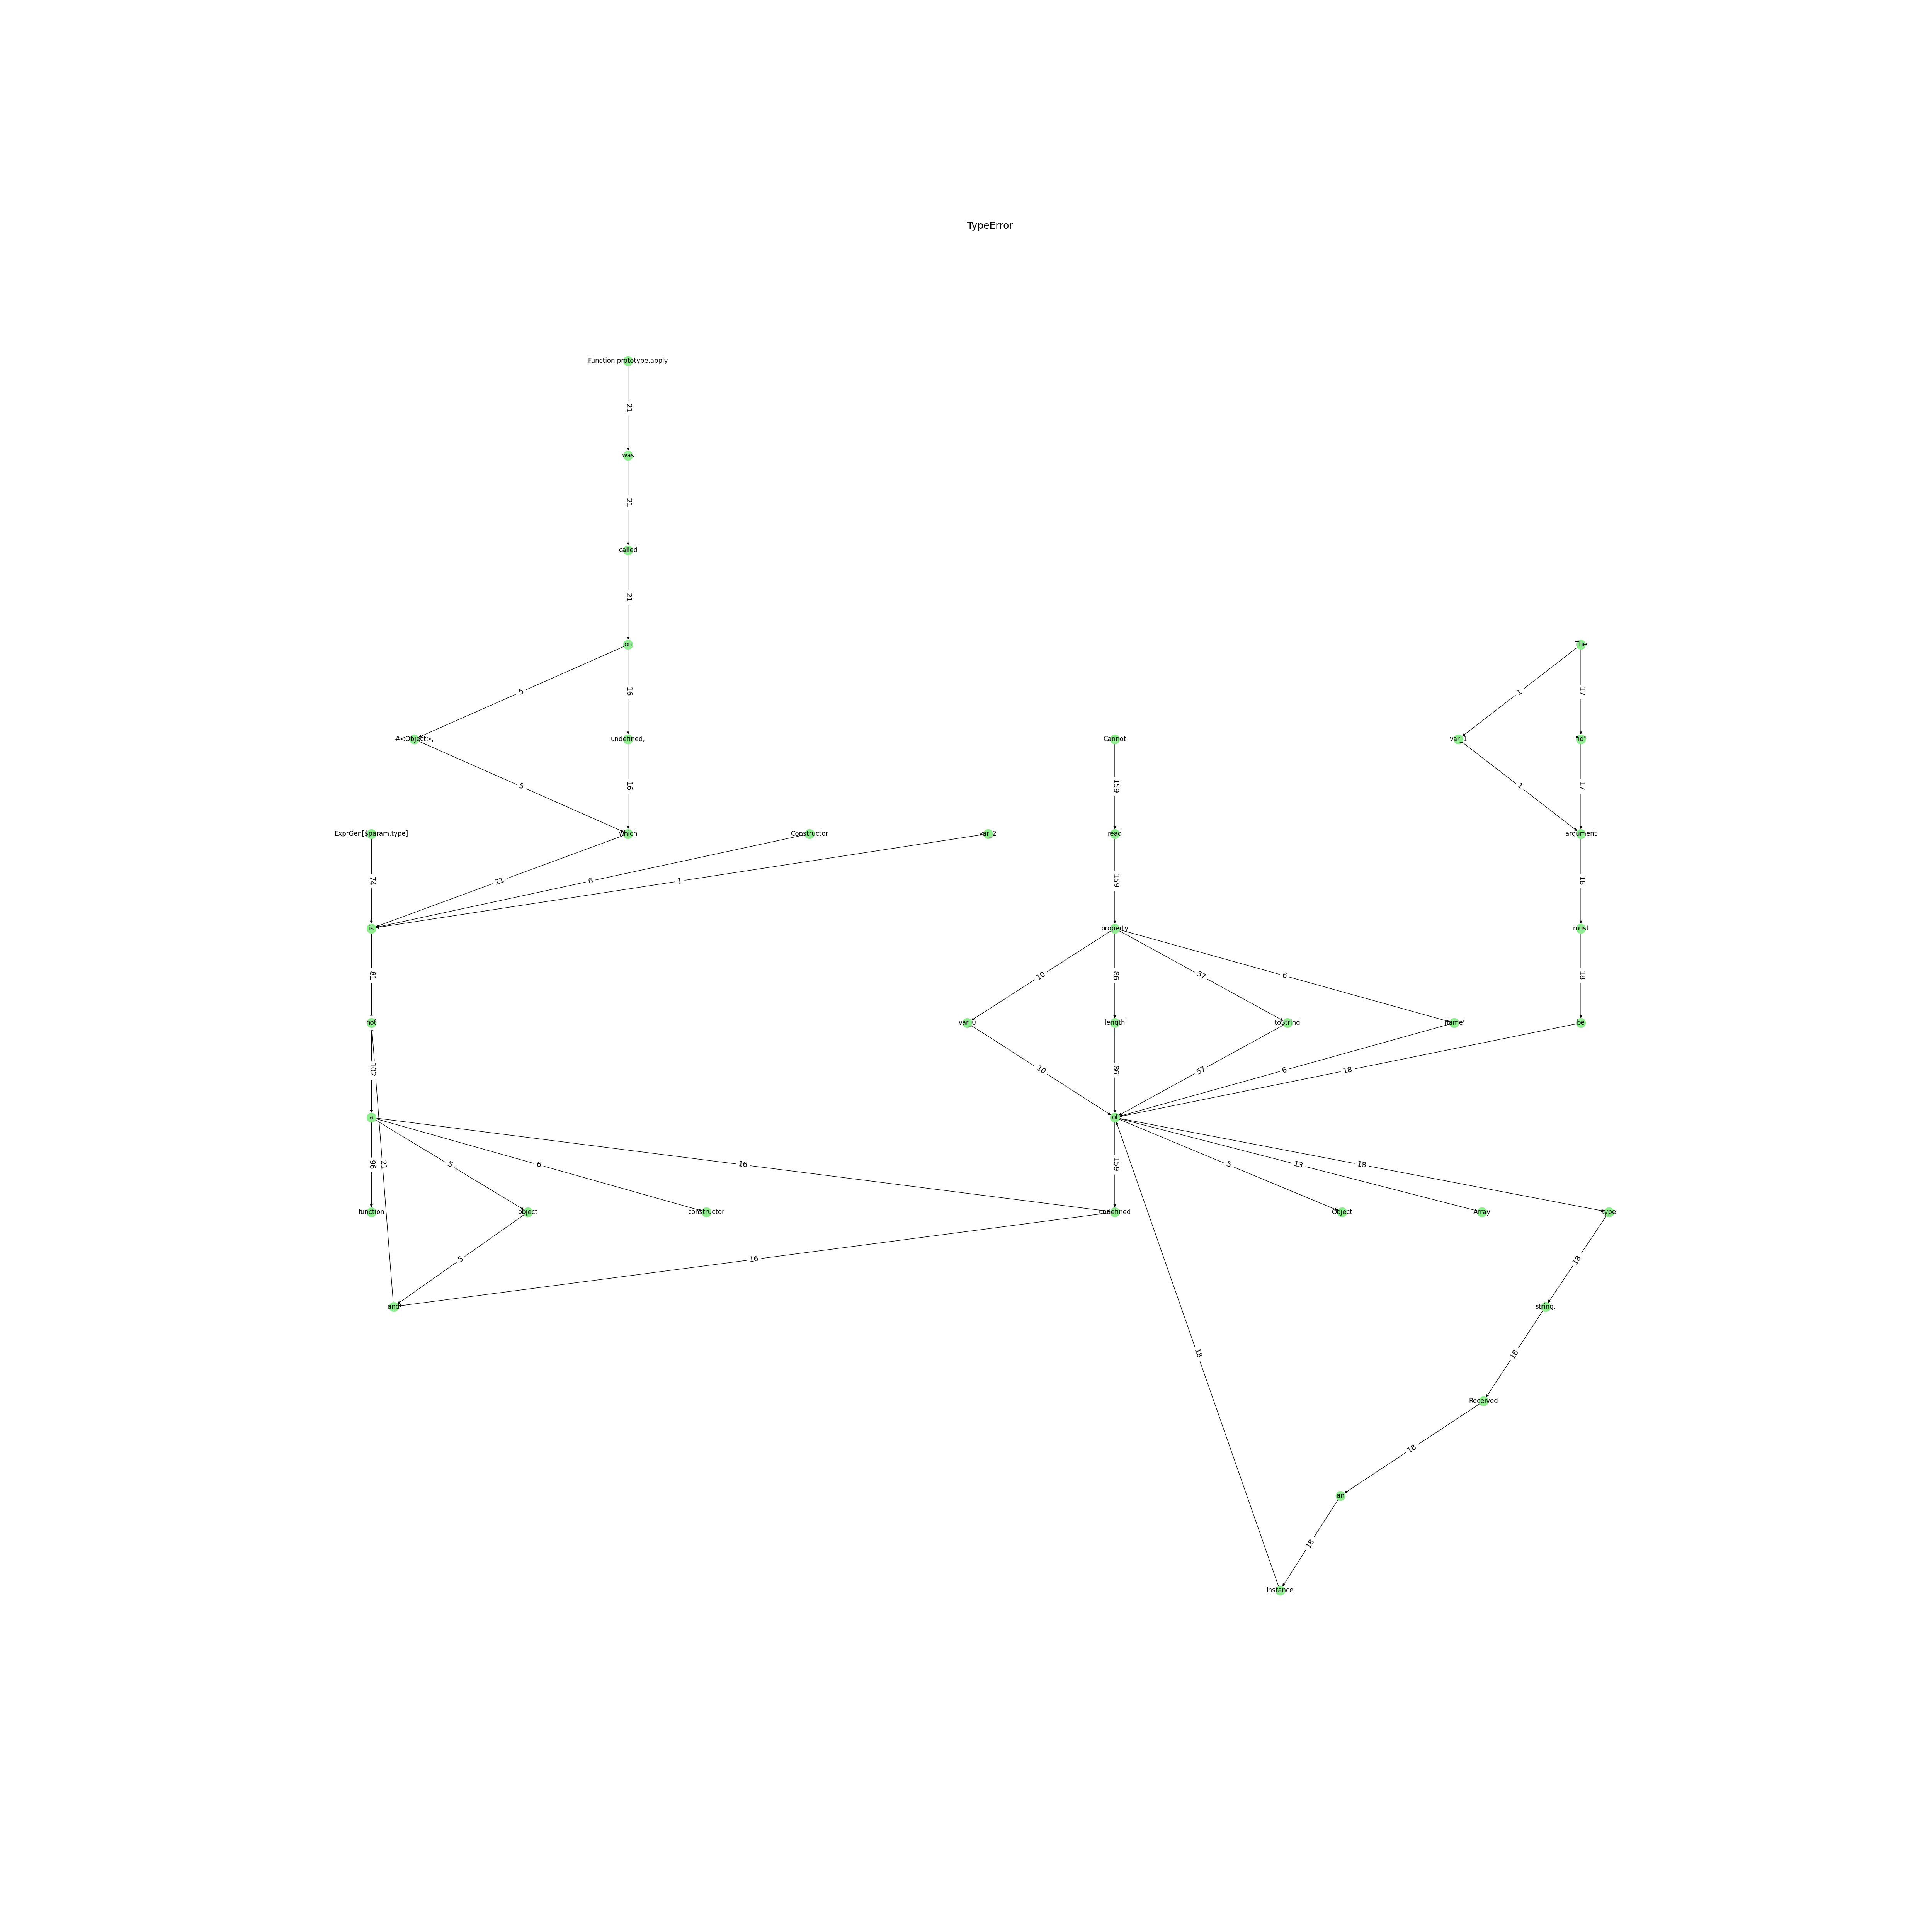 TypeError
Function.prototype.apply
21
was
21
called
21
on
The
5
16
1
17
#<Object>,
undefined,
Cannot
var_1
"id"
5
16
159
1
17
ExprGen[$param.type]
which
Constructor
var_2
read
argument
74
21
6
1
159
18
is
property
must
81
10
86
57
6
18
not
var_0
'length'
'toString'
'name'
be
102
10
86
57
6
18
a
of
96
21
5
6
16
159
5
13
18
function
object
constructor
undefined
Object
Array
type
5
16
18
and
string.
18
18
Received
18
an
18
instance